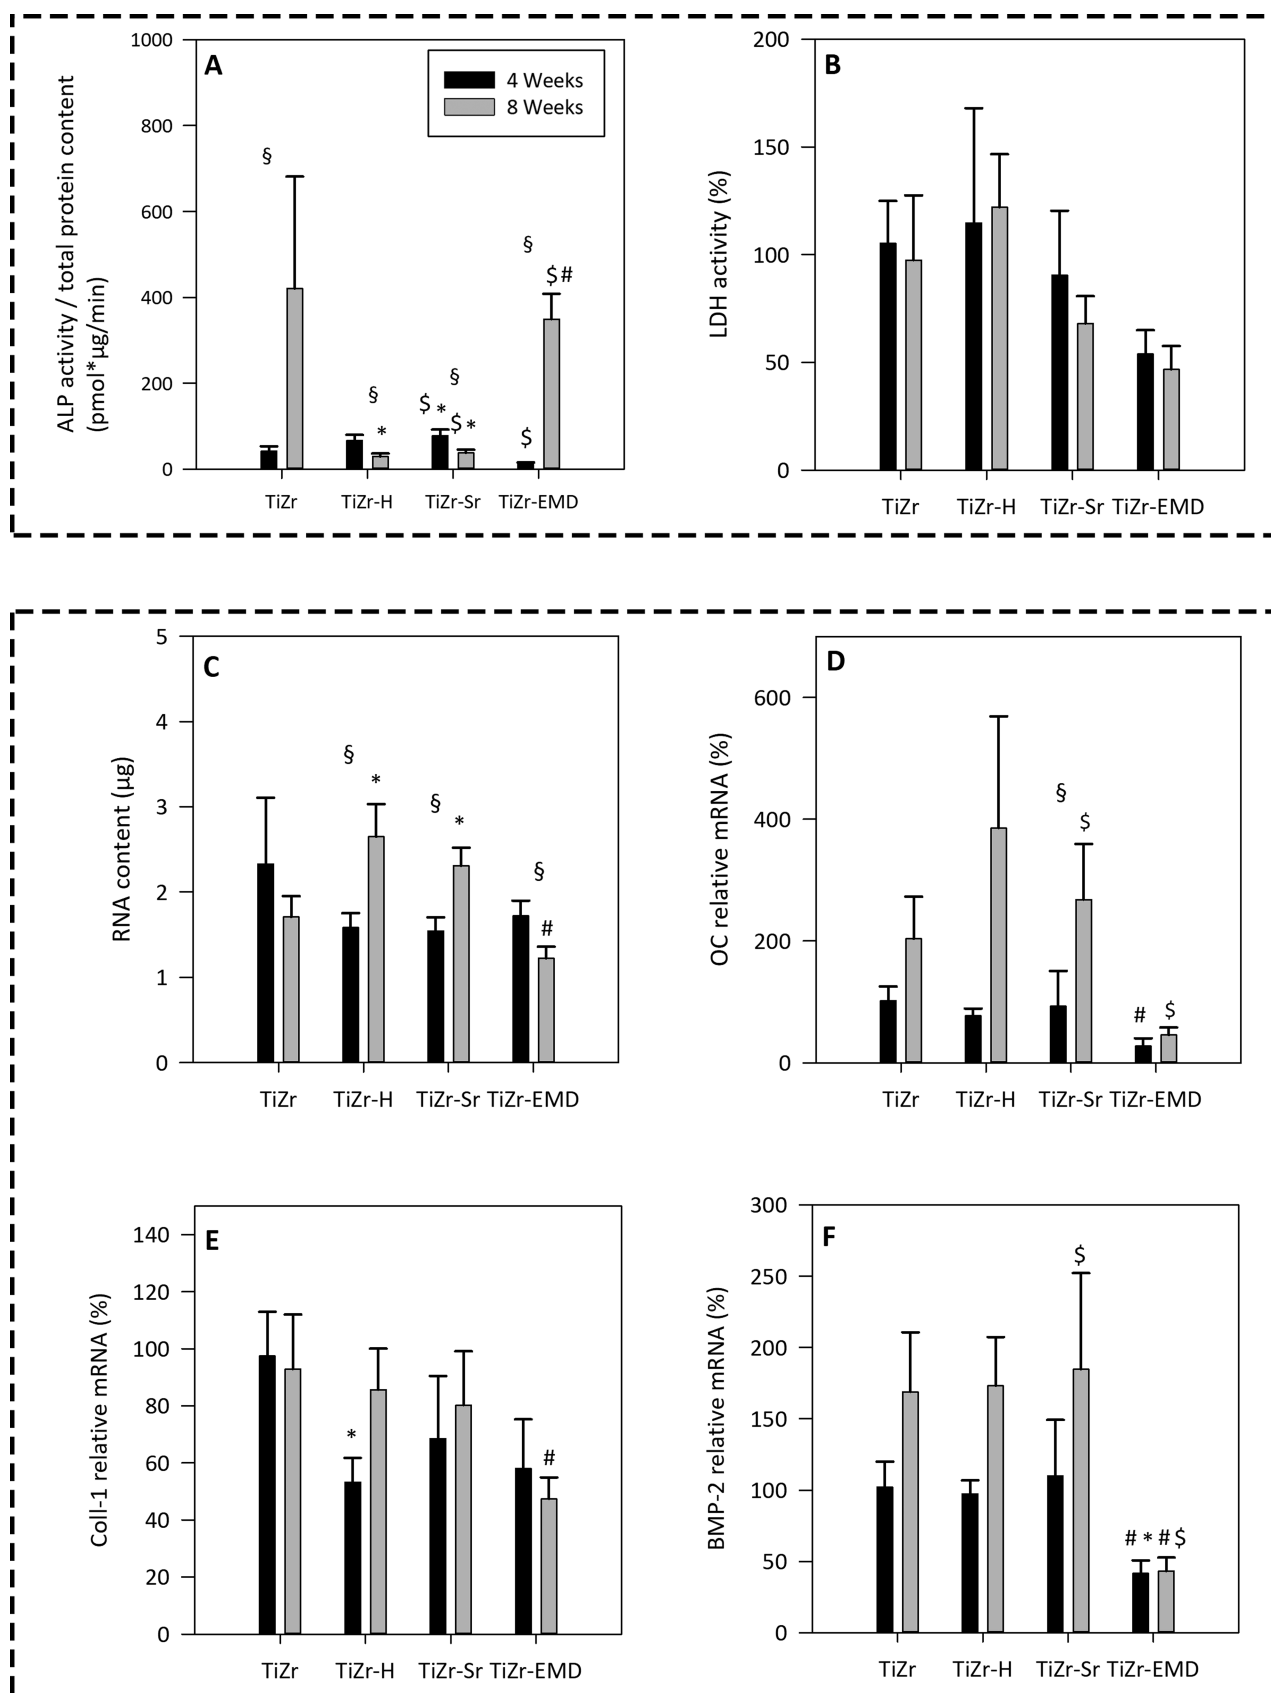 A
1000
800
600
400
200
0
ALP activity / total protein content
(pmol*µg/min)
4 Weeks
8 Weeks
§
§
*
§
$ *
$ *
§
$ #
$
TiZr TiZr-H TiZr-Sr TiZr-EMD
B
200
150
100
50
0
LDH activity (%)
TiZr TiZr-H TiZr-Sr TiZr-EMD
C
5
4
3
2
1
0
RNA content (µg)
§
*
§
*
§
#
TiZr TiZr-H TiZr-Sr TiZr-EMD
D
600
400
200
0
OC relative mRNA (%)
§
$
# $
TiZr TiZr-H TiZr-Sr TiZr-EMD
E
140
120
100
80
60
40
20
0
Coll-1 relative mRNA (%)
*
#
TiZr TiZr-H TiZr-Sr TiZr-EMD
F
300
250
200
150
100
50
0
BMP-2 relative mRNA (%)
$
# * # $
TiZr TiZr-H TiZr-Sr TiZr-EMD